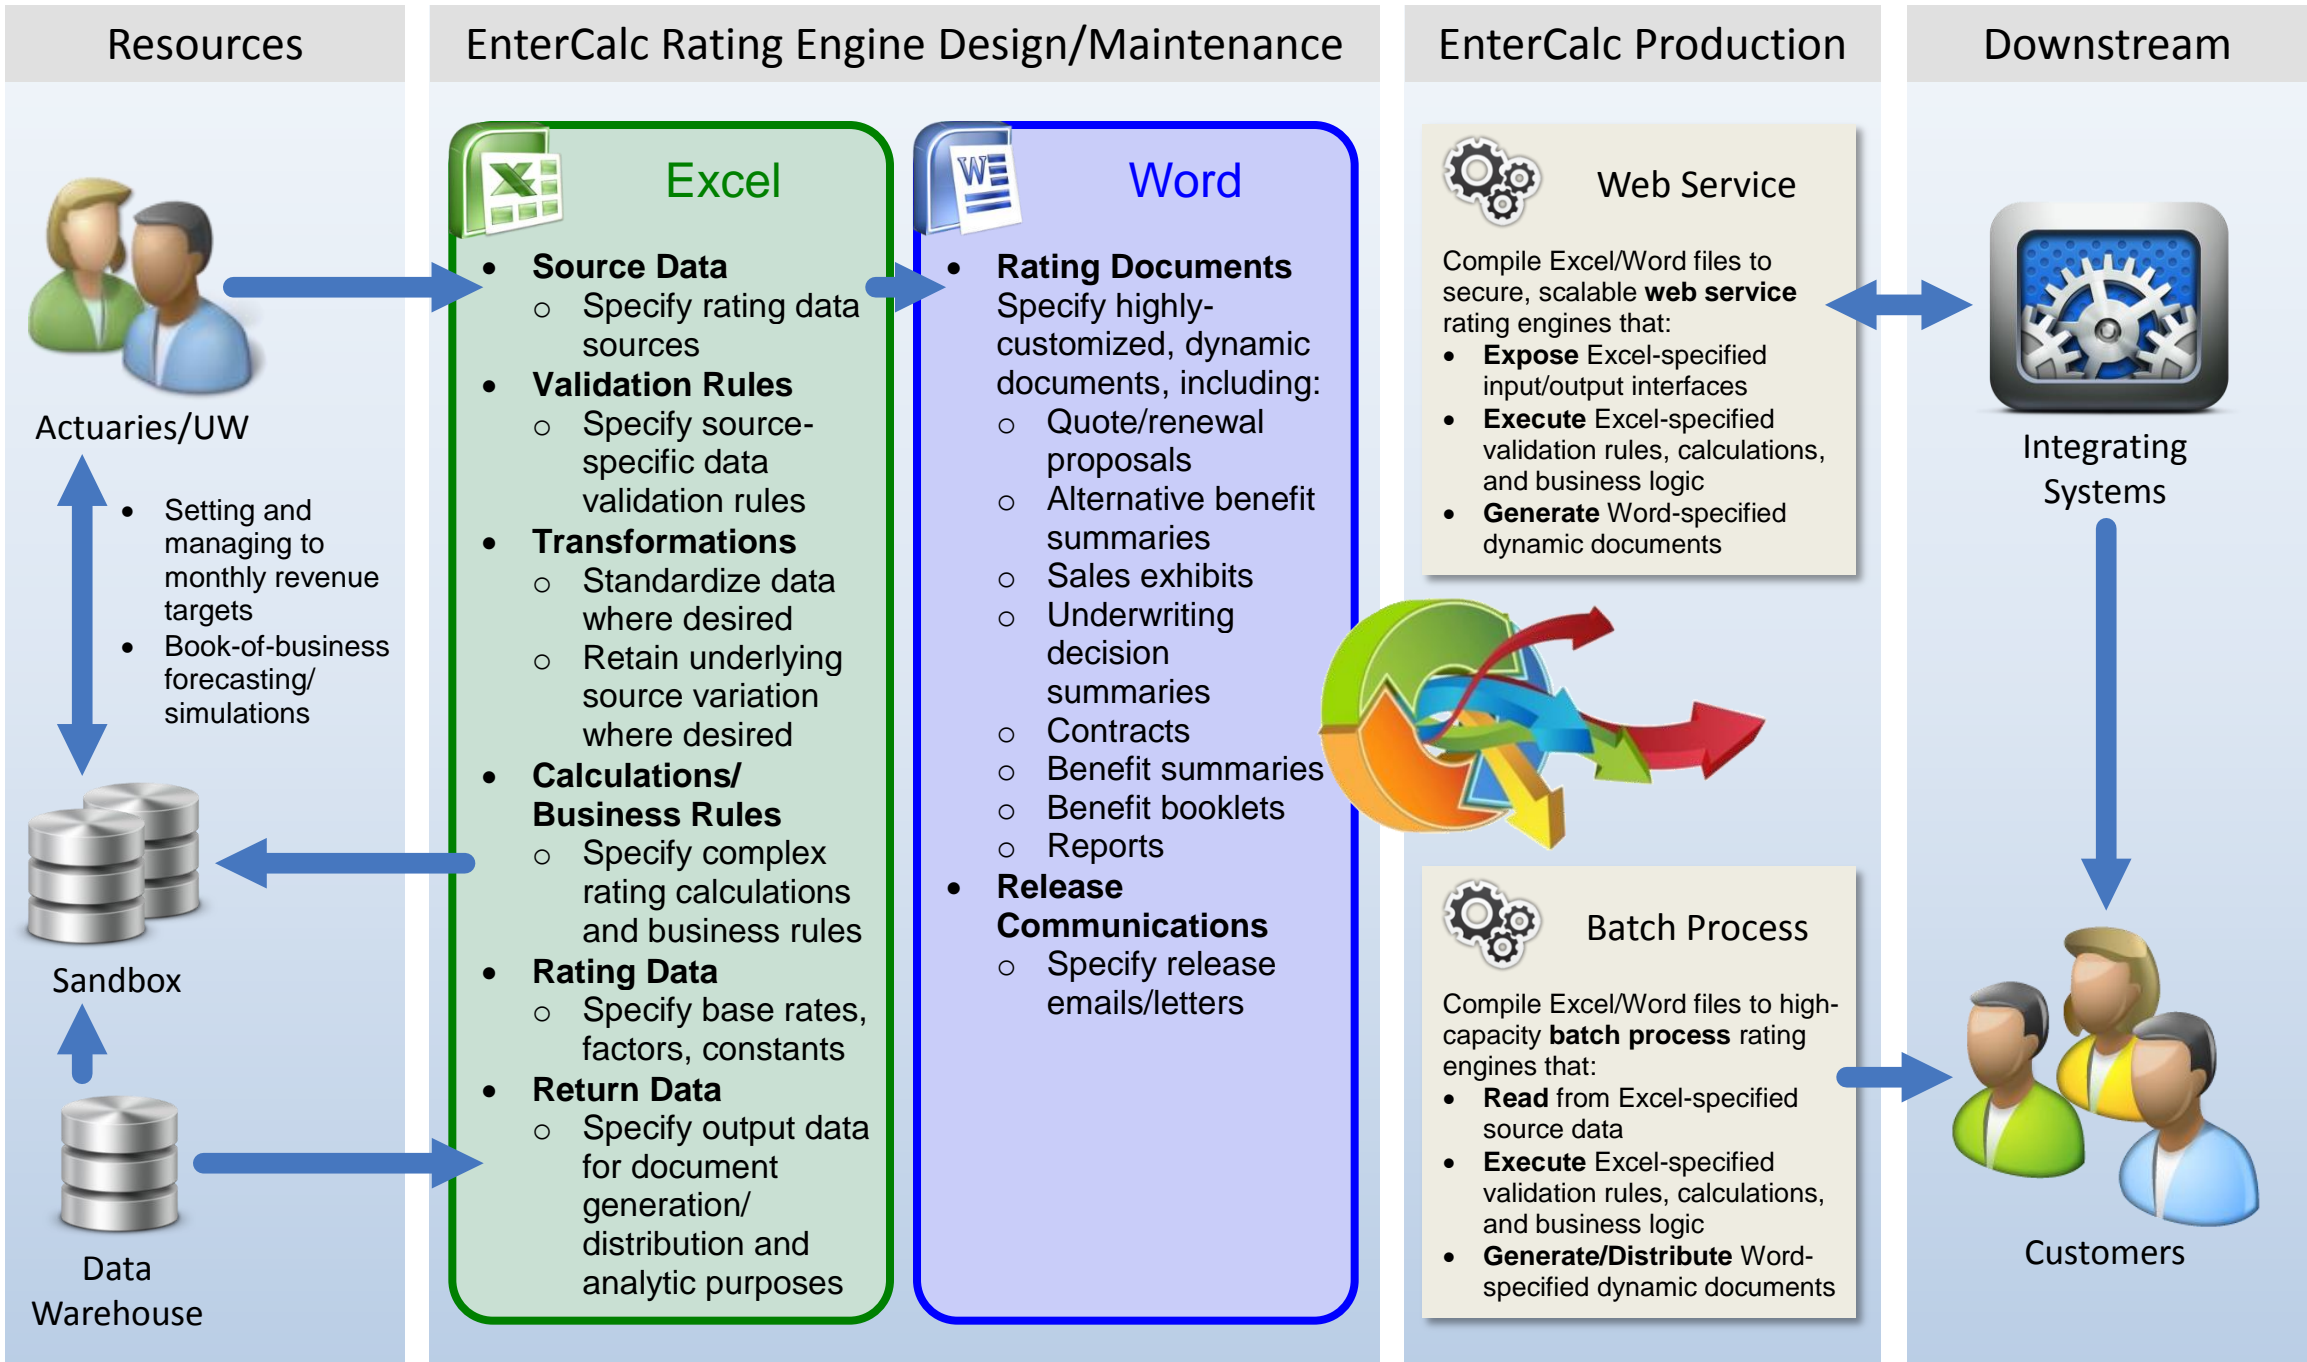 Resources
Actuaries/UW
• Setting and
managing to
monthly revenue
targets
• Book-of-business
forecasting/
simulations
Sandbox
Data
Warehouse
EnterCalc Rating Engine Design/Maintenance
Excel
• Source Data
o Specify rating data
sources
• Validation Rules
o Specify source-
specific data
validation rules
• Transformations
o Standardize data
where desired
o Retain underlying
source variation
where desired
• Calculations/
Business Rules
o Specify complex
rating calculations
and business rules
• Rating Data
o Specify base rates,
factors, constants
• Return Data
o Specify output data
for document
generation/
distribution and
analytic purposes
Word
• Rating Documents
Specify highly-
customized, dynamic
documents, including:
o Quote/renewal
proposals
o Alternative benefit
summaries
o Sales exhibits
o Underwriting
decision
summaries
o Contracts
o Benefit summaries
o Benefit booklets
o Reports
• Release
Communications
o Specify release
emails/letters
EnterCalc Production
Web Service
Compile Excel/Word files to
secure, scalable web service
rating engines that:
• Expose Excel-specified
input/output interfaces
• Execute Excel-specified
validation rules, calculations,
and business logic
• Generate Word-specified
dynamic documents
Batch Process
Compile Excel/Word files to high-
capacity batch process rating
engines that:
• Read from Excel-specified
source data
• Execute Excel-specified
validation rules, calculations,
and business logic
• Generate/Distribute Word-
specified dynamic documents
Downstream
Integrating
Systems
Customers